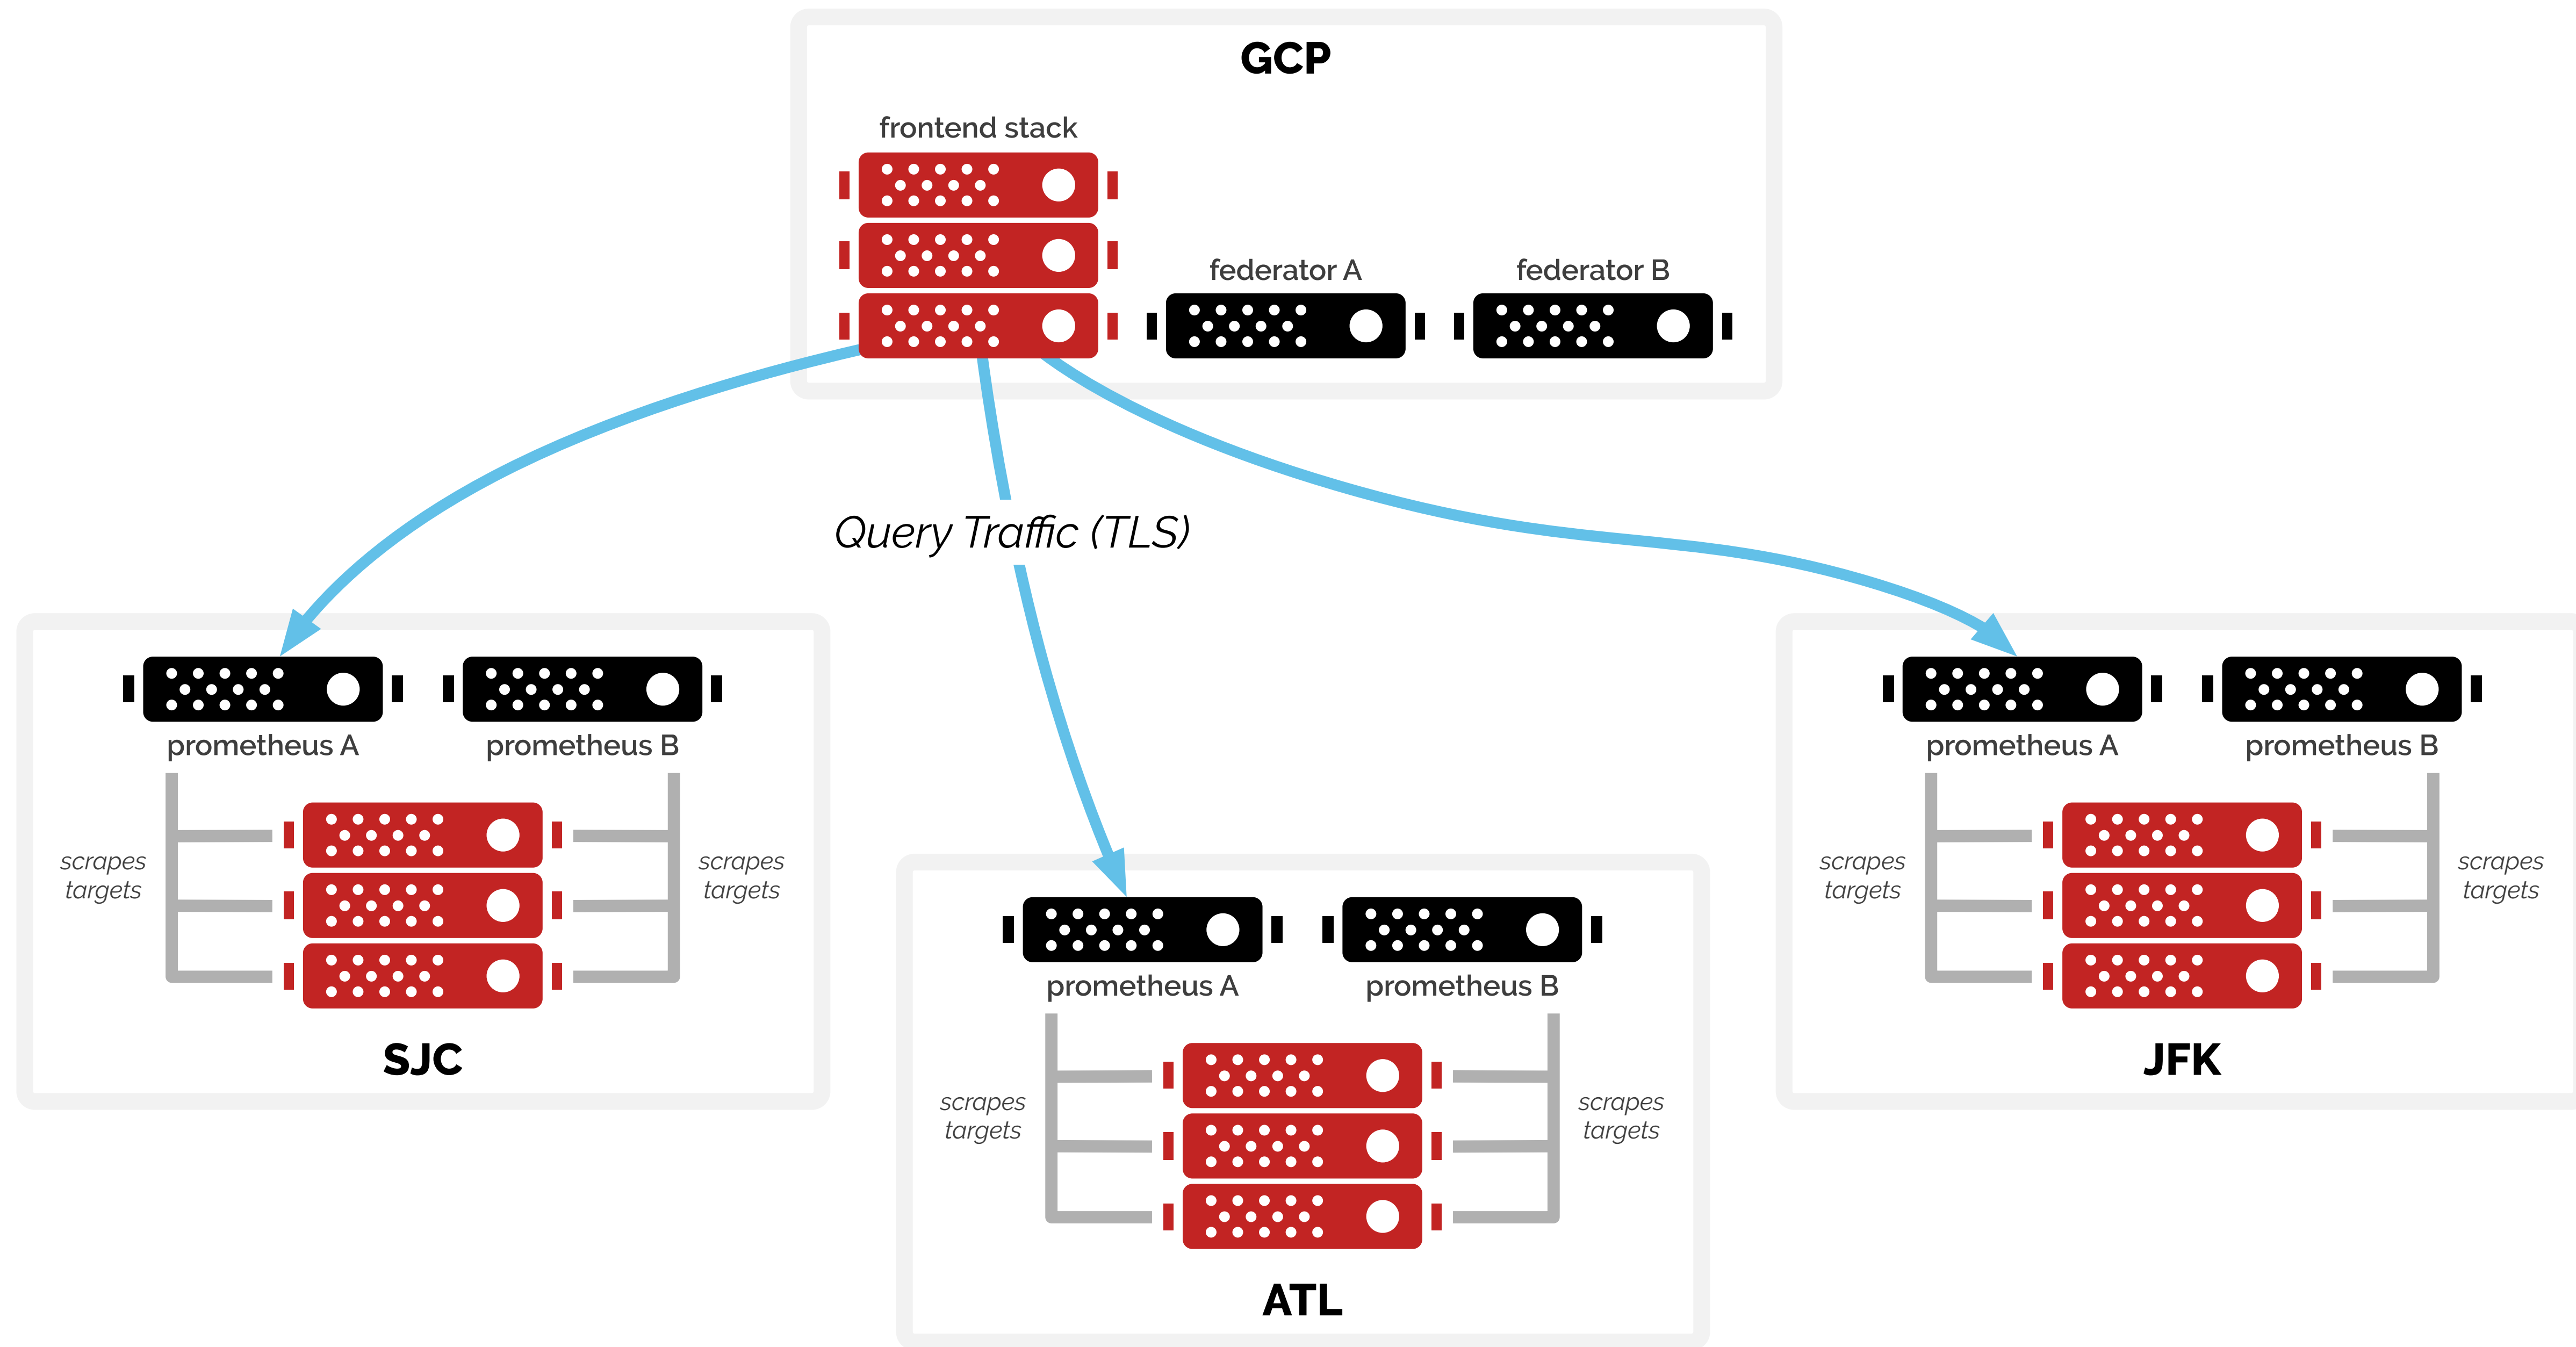 GCP
frontend stack
federator A
federator B
Query Traffic (TLS)
prometheus A
prometheus B
scrapes
targets
scrapes
targets
SJC
prometheus A
prometheus B
scrapes
targets
scrapes
targets
ATL
prometheus A
prometheus B
scrapes
targets
scrapes
targets
JFK